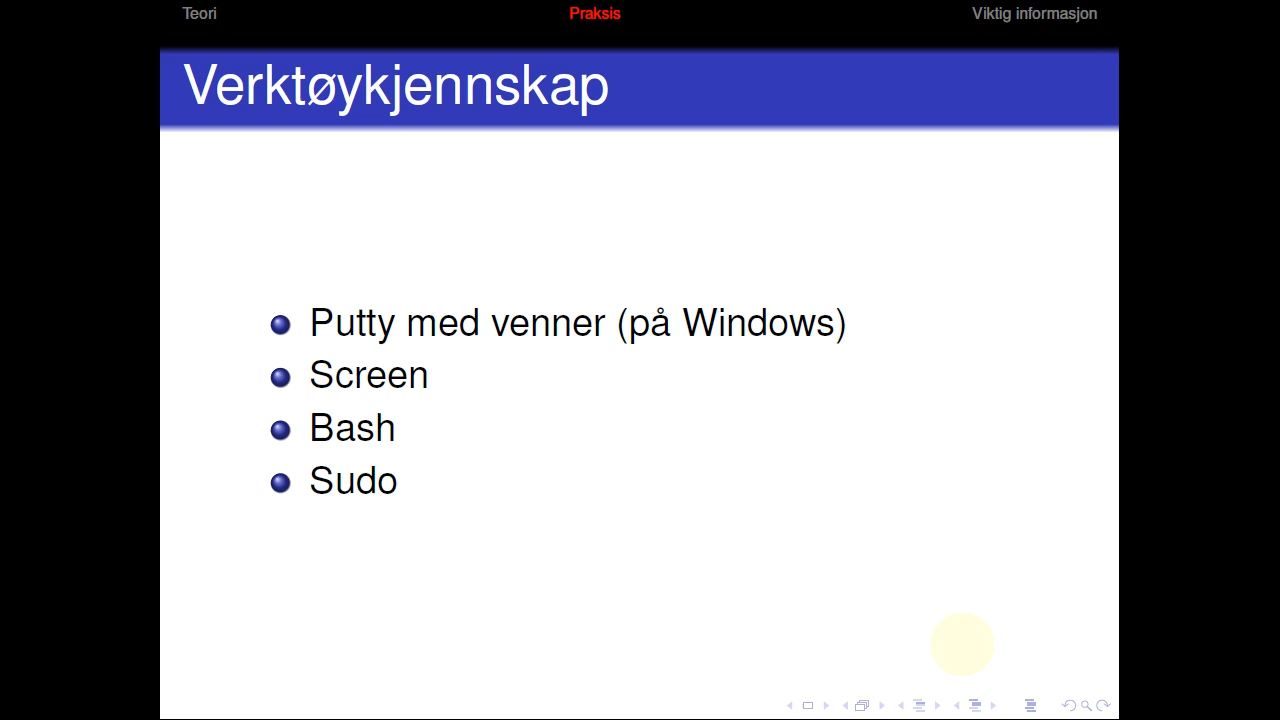 Teori
Praksis
Viktig informasjon
Verktøykjennskap
Putty med venner (på Windows)
Screen
Bash
Sudo